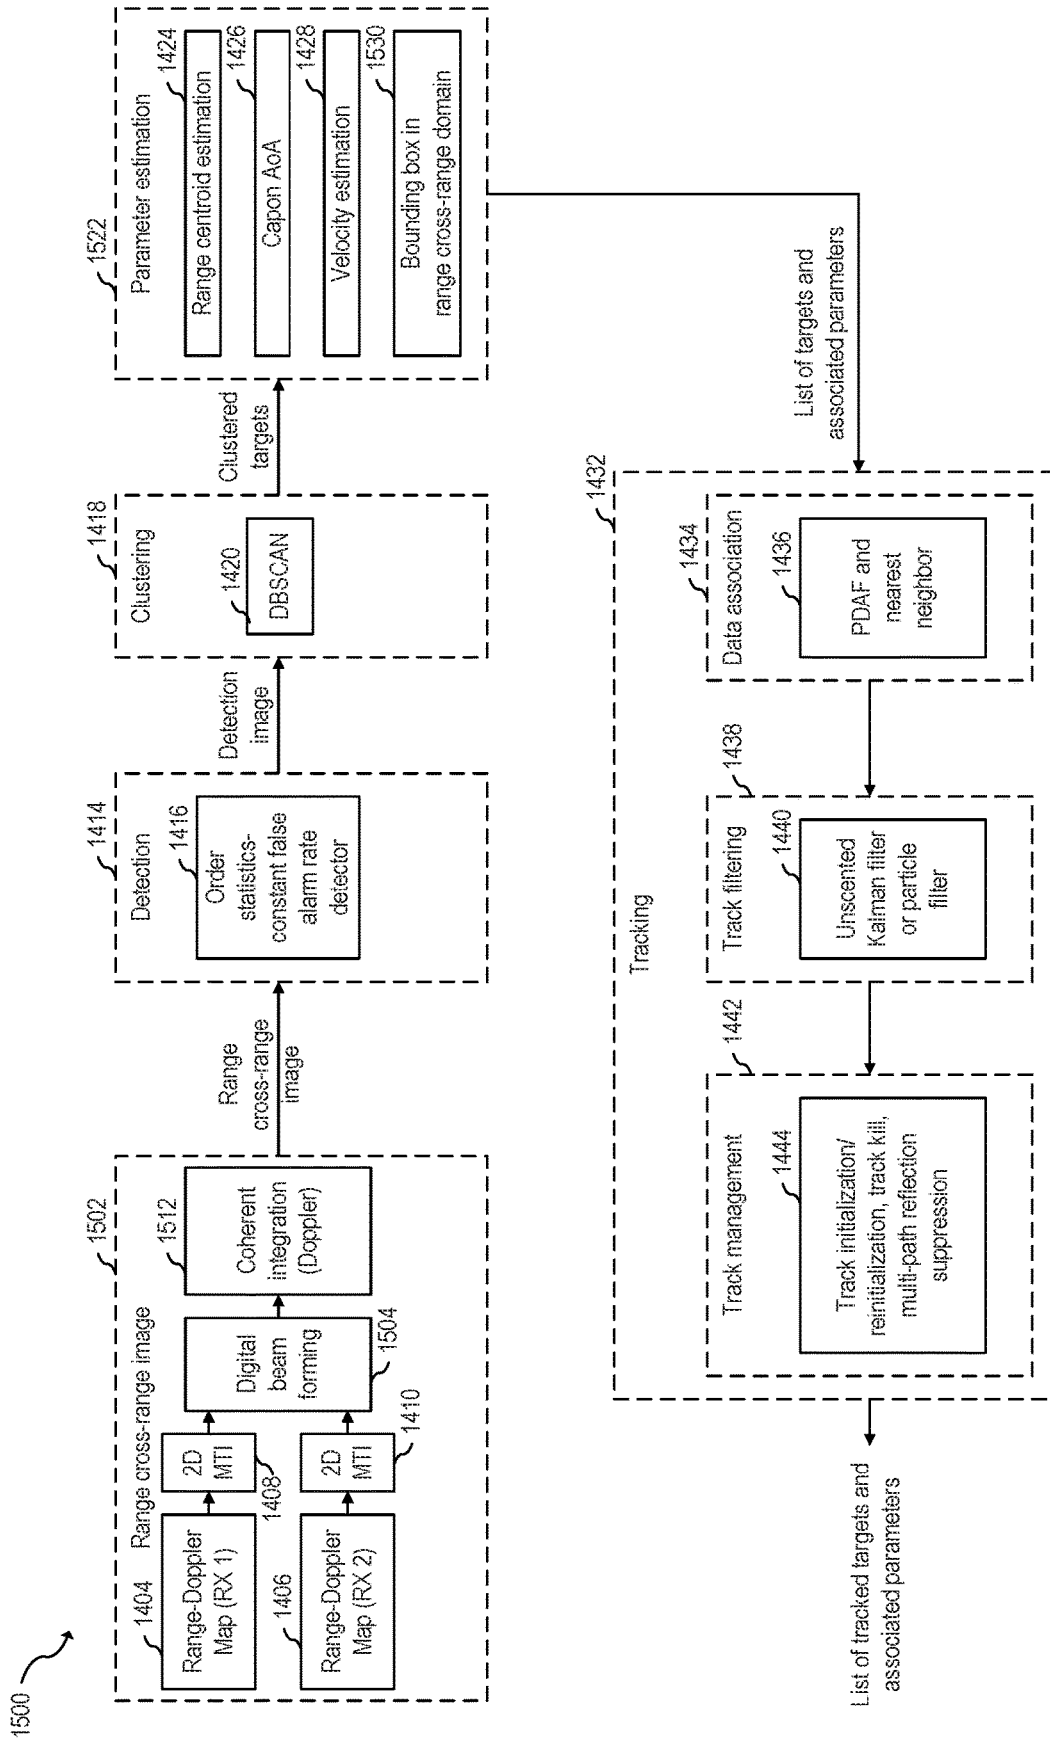 1500
1502
Range cross-range image
1404
Range-Doppler
Map (RX 1)
2D
MTI
1408
1406
Range-Doppler
Map (RX 2)
2D
MTI
1410
Digital
beam
forming
1504
1512
Coherent
integration
(Doppler)
Range
cross-range
image
1414
Detection
1416
Order
statistics-
constant false
alarm rate
detector
Detection
image
1418
Clustering
1420
DBSCAN
Clustered
targets
1522
Parameter estimation
1424
Range centroid estimation
1426
Capon AoA
1428
Velocity estimation
1530
Bounding box in
range cross-range domain
List of targets and
associated parameters
1432
Tracking
1434
Data association
1436
PDAF and
nearest
neighbor
1438
Track filtering
1440
Unscented
Kalman filter
or particle
filter
1442
Track management
1444
Track initialization/
reinitialization, track kill,
multi-path reflection
suppression
List of tracked targets and
associated parameters